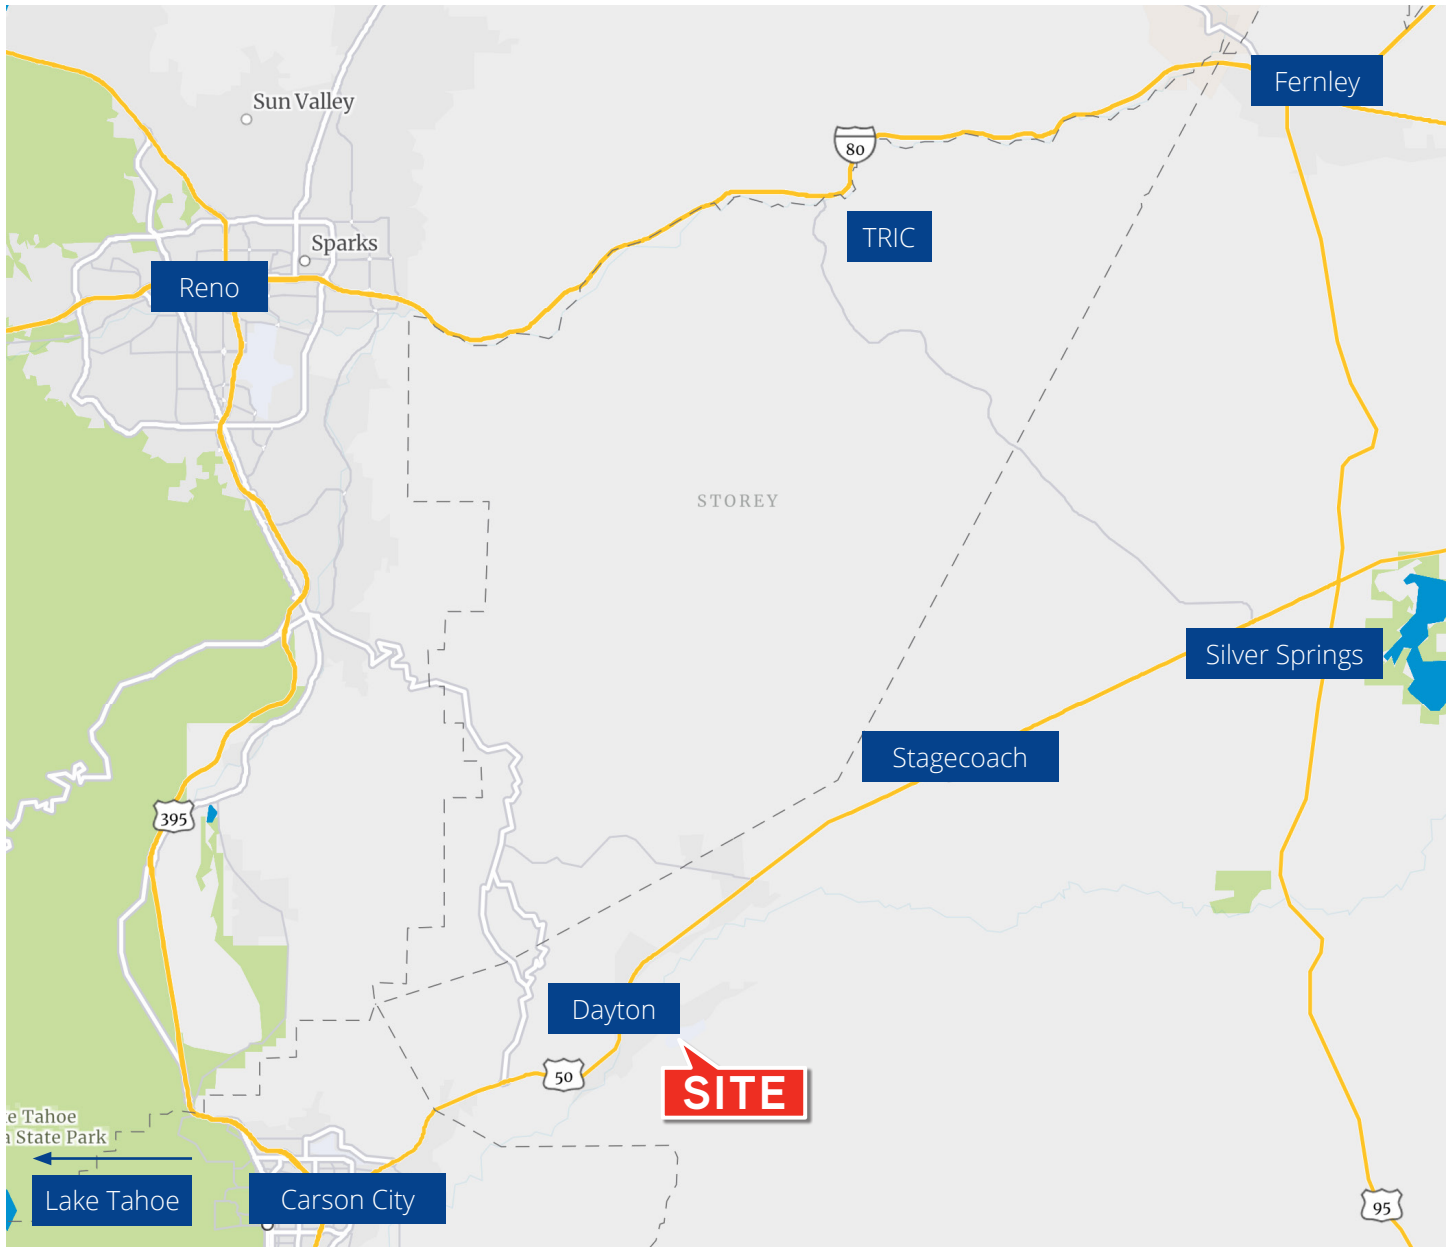 Fernley
Sun Valley
80
TRIC
Sparks
Reno
STOREY
Silver Springs
Stagecoach
395
Dayton
50
SITE
e Tahoe
a State Park
Lake Tahoe
Carson City
95